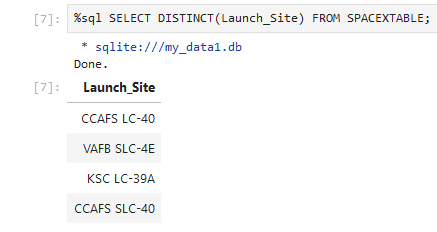 [7]: %sql SELECT DISTINCT(Launch_Site) FROM SPACEXTABLE;
* sqlite:///my_data1.db
Done.
[7]: Launch_Site
CCAFS LC-40
VAFB SLC-4E
KSC LC-39A
CCAFS SLC-40